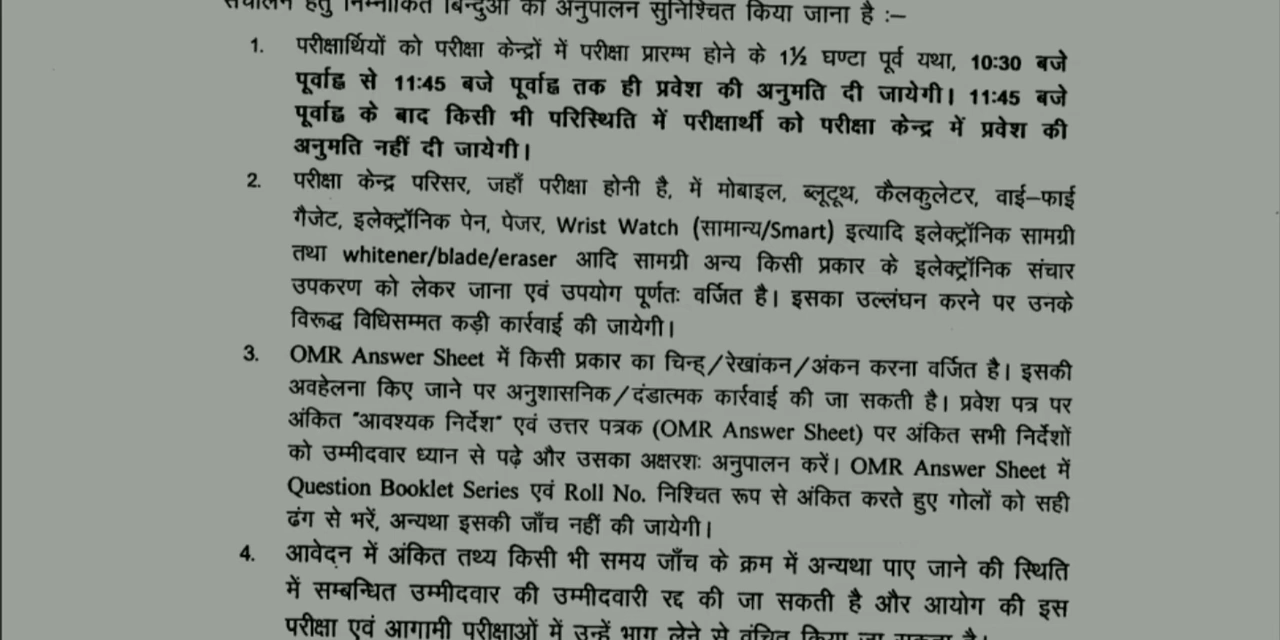 संचालन हेतु निम्नांकित बिन्दुओं का अनुपालन सुनिश्चित किया जाना है :–
1. परीक्षार्थियों को परीक्षा केन्द्रों में परीक्षा प्रारम्भ होने के 1½ घण्टा पूर्व यथा, 10:30 बजे
पूर्वाह्न से 11:45 बजे पूर्वाह्न तक ही प्रवेश की अनुमति दी जायेगी। 11:45 बजे
पूर्वाह्न के बाद किसी भी परिस्थिति में परीक्षार्थी को परीक्षा केन्द्र में प्रवेश की
अनुमति नहीं दी जायेगी।
2. परीक्षा केन्द्र परिसर, जहाँ परीक्षा होनी है, में मोबाइल, ब्लूटूथ, कैलकुलेटर, वाई–फाई
गैजेट, इलेक्ट्रॉनिक पेन, पेजर, Wrist Watch (सामान्य/Smart) इत्यादि इलेक्ट्रॉनिक सामग्री
तथा whitener/blade/eraser आदि सामग्री अन्य किसी प्रकार के इलेक्ट्रॉनिक संचार
उपकरण को लेकर जाना एवं उपयोग पूर्णतः वर्जित है। इसका उल्लंघन करने पर उनके
विरूद्ध विधिसम्मत कड़ी कार्रवाई की जायेगी।
3. OMR Answer Sheet में किसी प्रकार का चिन्ह्/रेखांकन/अंकन करना वर्जित है। इसकी
अवहेलना किए जाने पर अनुशासनिक/दंडात्मक कार्रवाई की जा सकती है। प्रवेश पत्र पर
अंकित "आवश्यक निर्देश" एवं उत्तर पत्रक (OMR Answer Sheet) पर अंकित सभी निर्देशों
को उम्मीदवार ध्यान से पढ़े और उसका अक्षरशः अनुपालन करें। OMR Answer Sheet में
Question Booklet Series एवं Roll No. निश्चित रूप से अंकित करते हुए गोलों को सही
ढंग से भरें, अन्यथा इसकी जाँच नहीं की जायेगी।
4. आवेदन में अंकित तथ्य किसी भी समय जाँच के क्रम में अन्यथा पाए जाने की स्थिति
में सम्बन्धित उम्मीदवार की उम्मीदवारी रद्द की जा सकती है और आयोग की इस
परीक्षा एवं आगामी परीक्षाओं में उन्हें भाग लेने से वंचित किया जा सकता है।